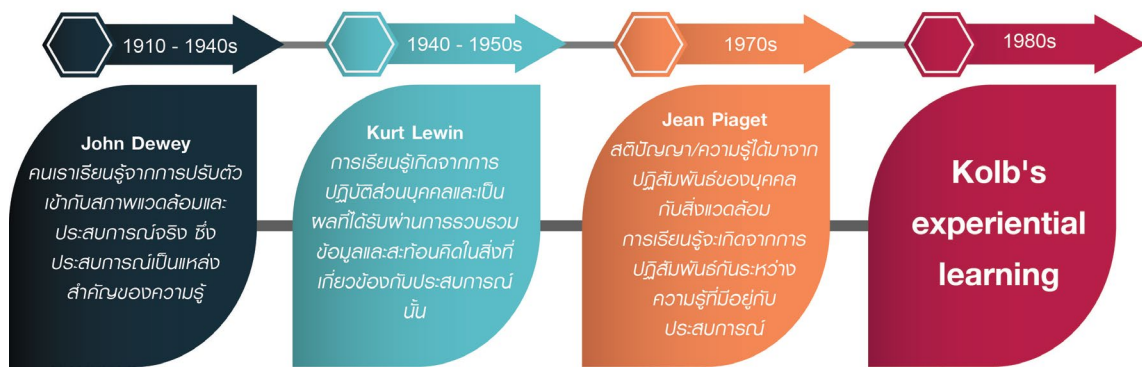 1910 - 1940s
1940 - 1950s
1970s
1980s
John Dewey
คนเราเรียนรู้จากการปรับตัว
เข้ากับสภาพแวดล้อมและ
ประสบการณ์จริง ซึ่ง
ประสบการณ์เป็นแหล่ง
สำคัญของความรู้
Kurt Lewin
การเรียนรู้เกิดจากการ
ปฏิบัติส่วนบุคคลและเป็น
ผลที่ได้รับผ่านการรวบรวม
ข้อมูลและสะท้อนคิดในสิ่งที่
เกี่ยวข้องกับประสบการณ์
นั้น
Jean Piaget
สติปัญญา/ความรู้ได้มาจาก
ปฏิสัมพันธ์ของบุคคล
กับสิ่งแวดล้อม
การเรียนรู้จะเกิดจากการ
ปฏิสัมพันธ์กันระหว่าง
ความรู้ที่มีอยู่กับ
ประสบการณ์
Kolb's
experiential
learning